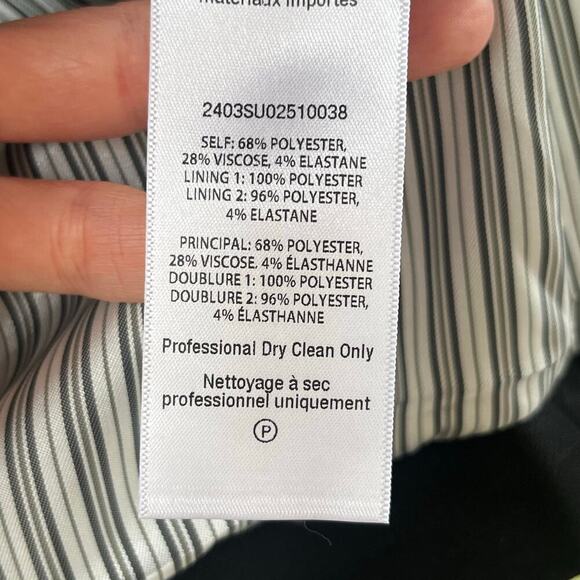 matériaux importés
2403SU02510038
SELF: 68% POLYESTER,
28% VISCOSE, 4% ELASTANE
LINING 1: 100% POLYESTER
LINING 2: 96% POLYESTER,
4% ELASTANE
PRINCIPAL: 68% POLYESTER,
28% VISCOSE, 4% ÉLASTHANNE
DOUBLURE 1: 100% POLYESTER
DOUBLURE 2: 96% POLYESTER,
4% ÉLASTHANNE
Professional Dry Clean Only
Nettoyage à sec
professionnel uniquement
P